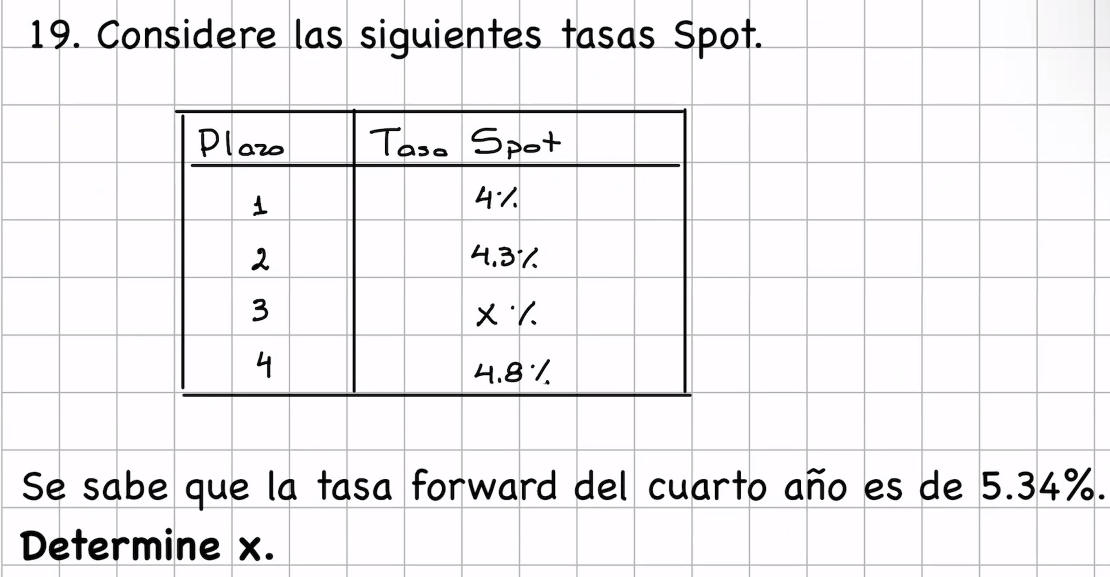 19. Considere las siguientes tasas Spot.
Plazo Tasa Spot
1 4%
2 4.3%
3 x %
4 4.8%
Se sabe que la tasa forward del cuarto año es de 5.34%.
Determine x.